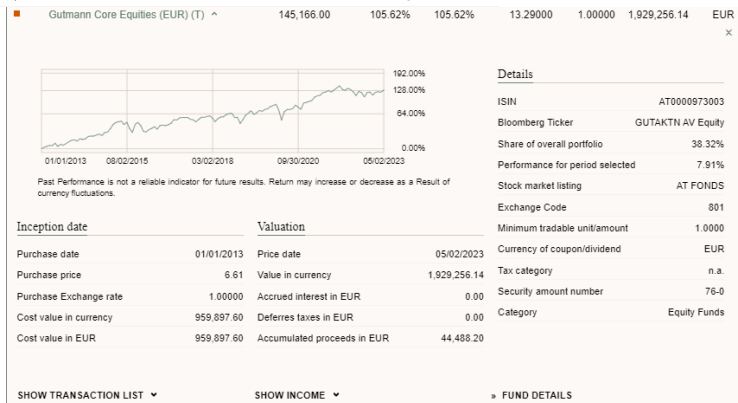 Gutmann Core Equities (EUR) (T) 145,166.00 105.62% 105.62% 13.29000 1.00000 1,929,256.14 EUR
×
192.00%
128.00%
64.00%
0.00%
01/01/2013 08/02/2015 03/02/2018 09/30/2020 05/02/2023
Past Performance is not a reliable indicator for future results. Return may increase or decrease as a Result of
currency fluctuations.
Inception date
Purchase date 01/01/2013
Purchase price 6.61
Purchase Exchange rate 1.00000
Cost value in currency 959,897.60
Cost value in EUR 959,897.60
Valuation
Price date 05/02/2023
Value in currency 1,929,256.14
Accrued interest in EUR 0.00
Deferres taxes in EUR 0.00
Accumulated proceeds in EUR 44,488.20
Details
ISIN AT0000973003
Bloomberg Ticker GUTAKTN AV Equity
Share of overall portfolio 38.32%
Performance for period selected 7.91%
Stock market listing AT FONDS
Exchange Code 801
Minimum tradable unit/amount 1.0000
Currency of coupon/dividend EUR
Tax category n.a.
Security amount number 76-0
Category Equity Funds
SHOW TRANSACTION LIST SHOW INCOME » FUND DETAILS